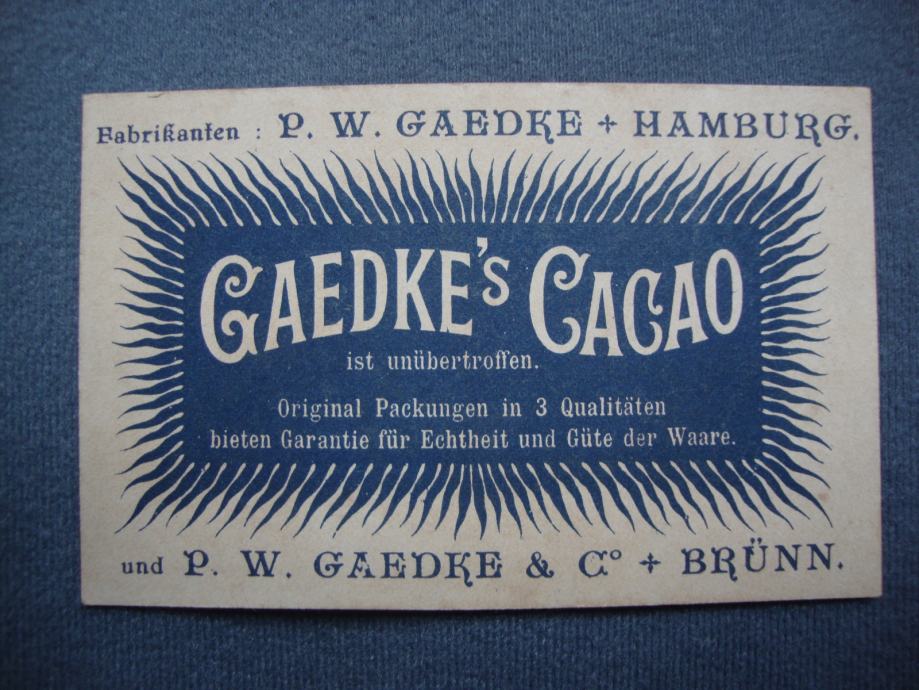 Fabrikanten : P. W. GAEDKE + HAMBURG.
GAEDKE's CACAO
ist unübertroffen.
Original Packungen in 3 Qualitäten
bieten Garantie für Echtheit und Güte der Waare.
und P. W. GAEDKE & Cº + BRÜNN.